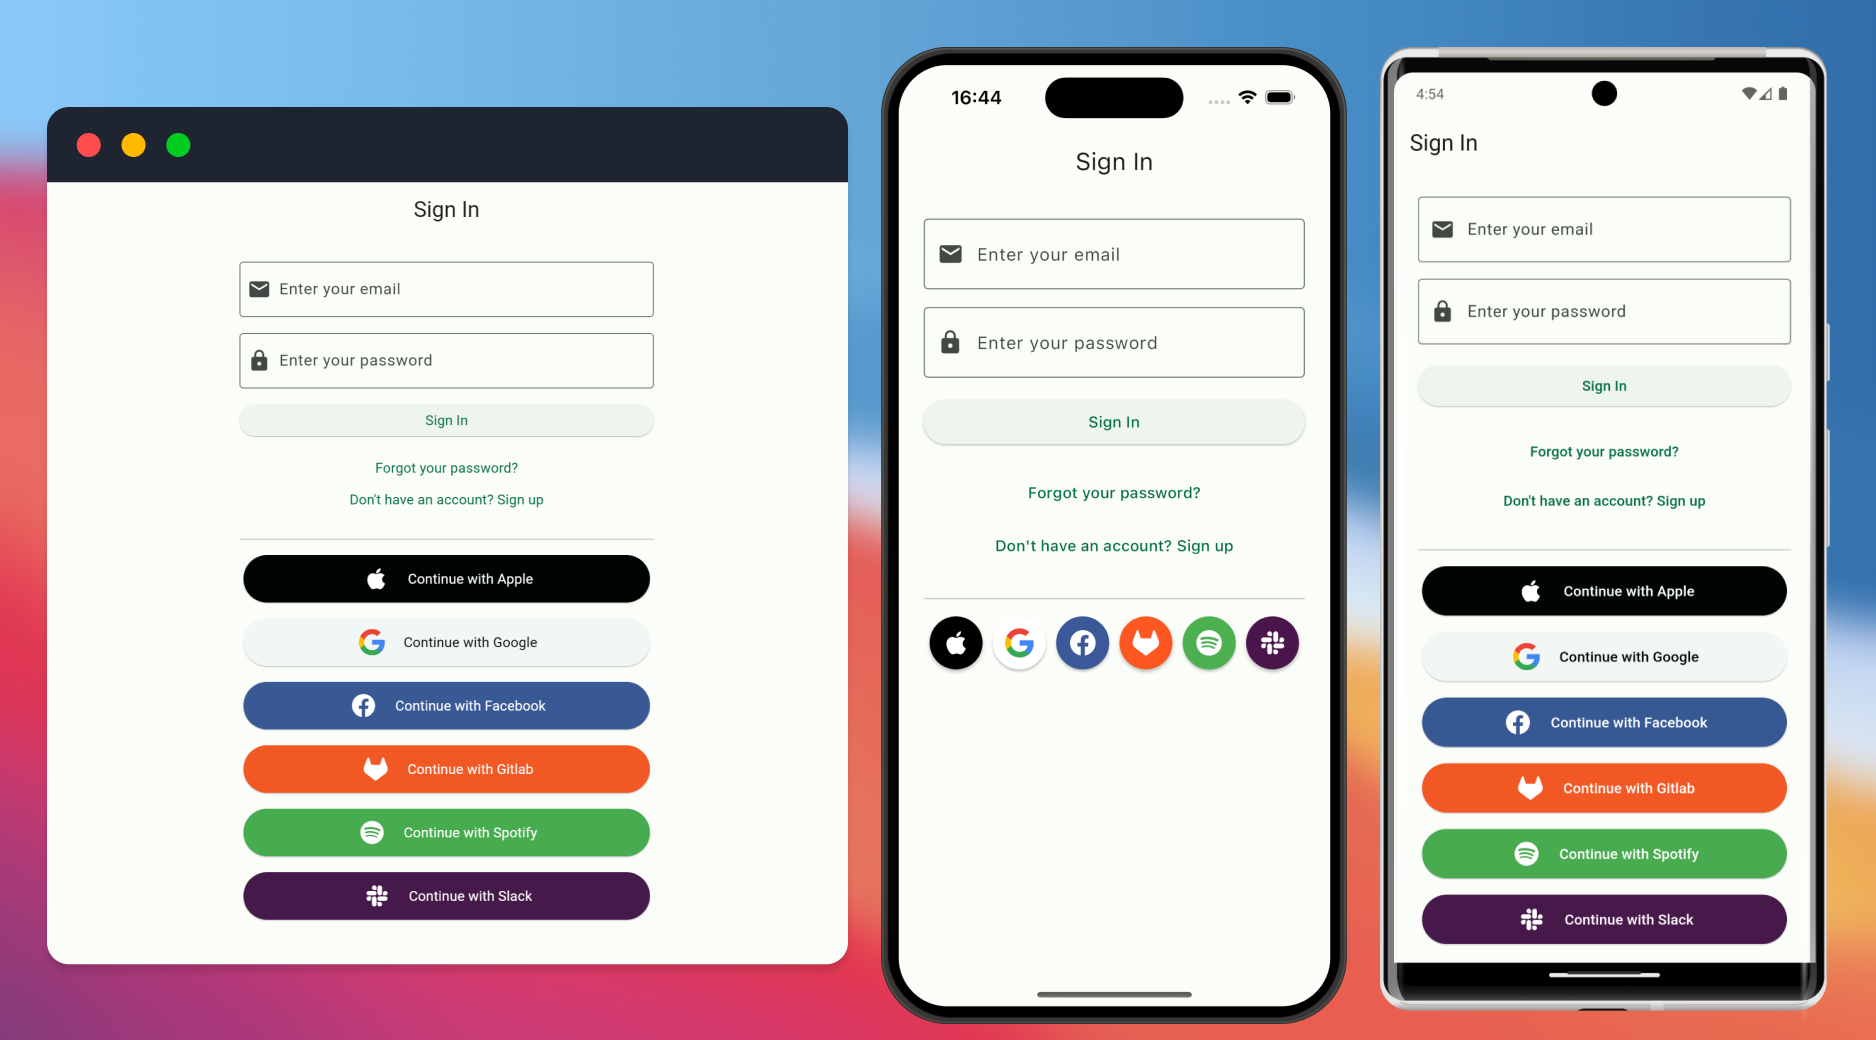 Sign In
Enter your email
Enter your password
Sign In
Forgot your password?
Don't have an account? Sign up
Continue with Apple
Continue with Google
Continue with Facebook
Continue with Gitlab
Continue with Spotify
Continue with Slack
16:44
Sign In
Enter your email
Enter your password
Sign In
Forgot your password?
Don't have an account? Sign up
4:54
Sign In
Enter your email
Enter your password
Sign In
Forgot your password?
Don't have an account? Sign up
Continue with Apple
Continue with Google
Continue with Facebook
Continue with Gitlab
Continue with Spotify
Continue with Slack